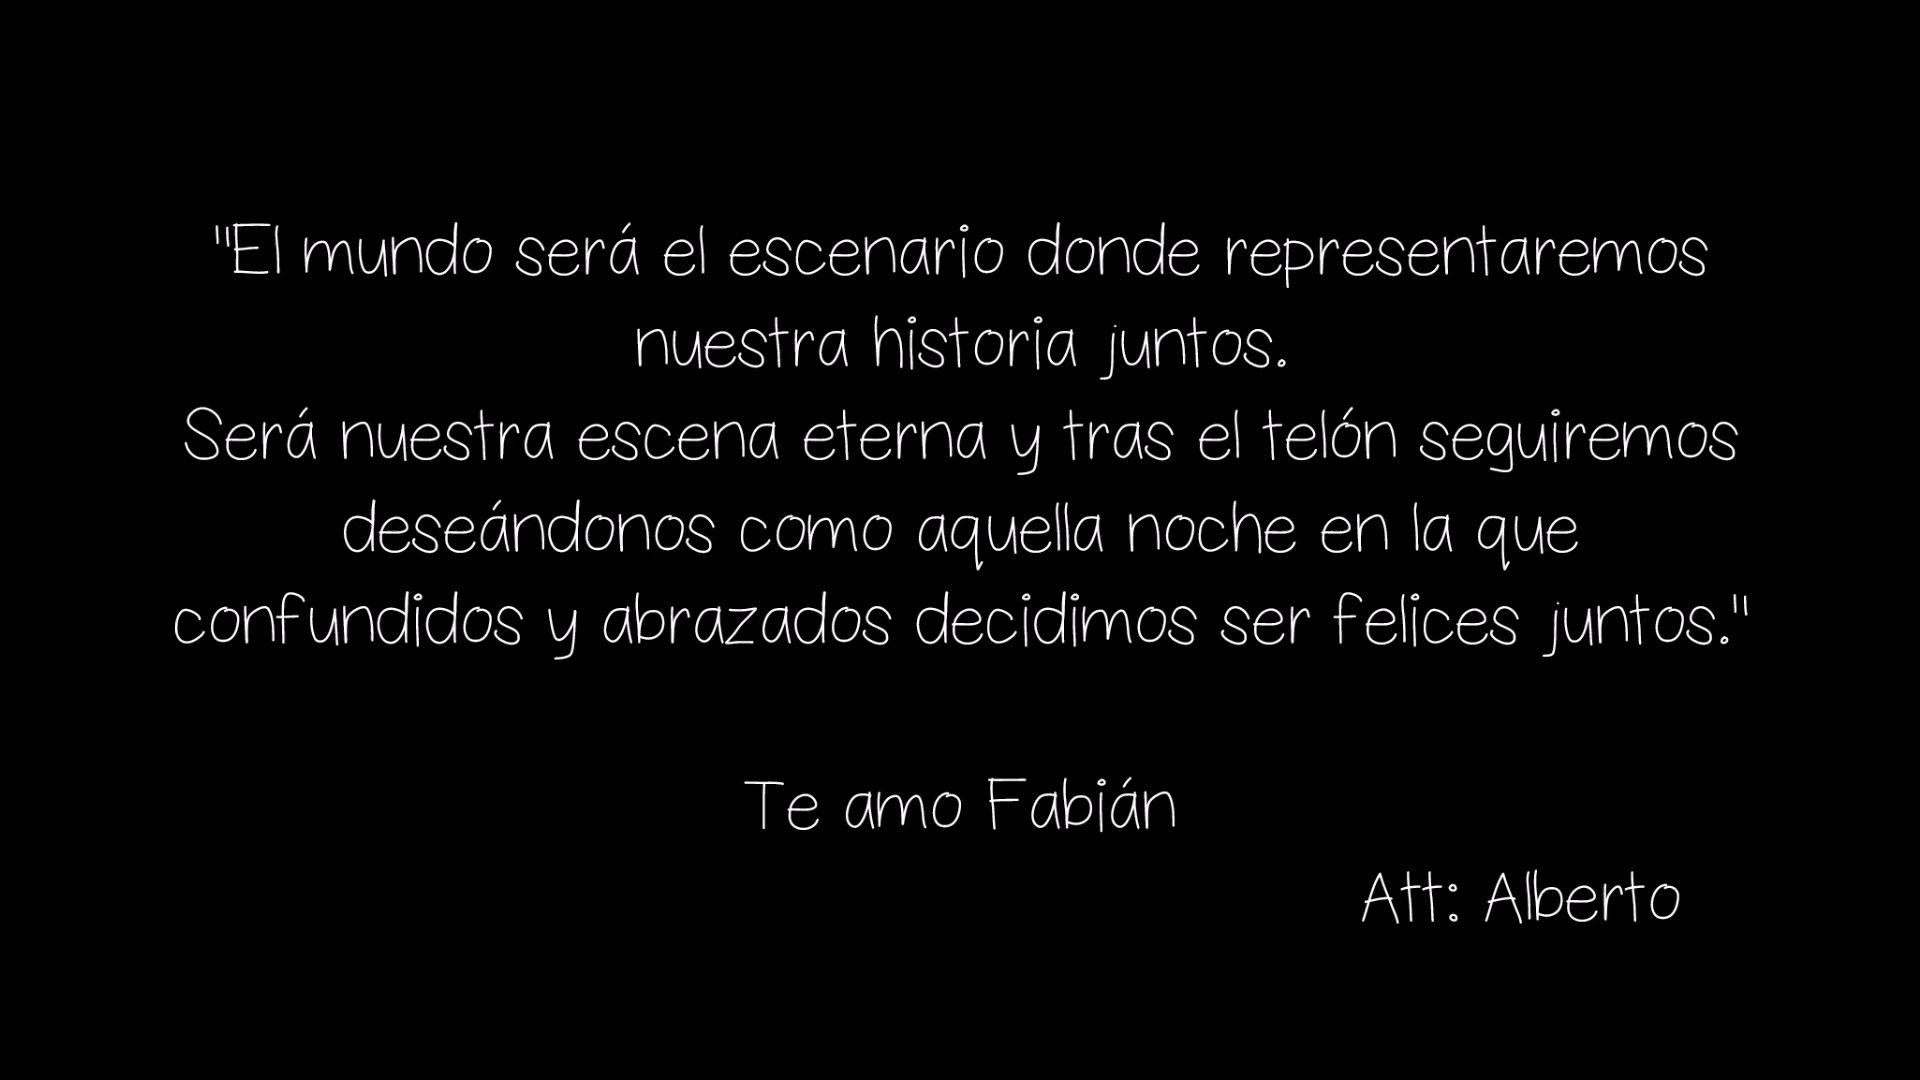 "El mundo será el escenario donde representaremos
nuestra historia juntos.
Será nuestra escena eterna y tras el telón seguiremos
deseándonos como aquella noche en la que
confundidos y abrazados decidimos ser felices juntos."
Te amo Fabián
Att: Alberto